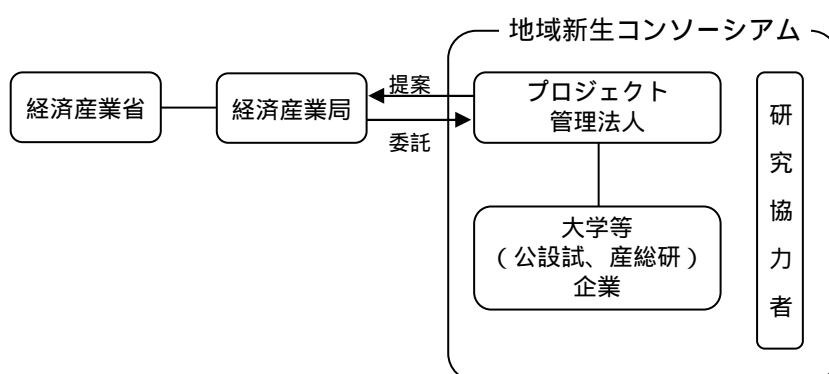 地域新生コンソーシアム
経済産業省
経済産業局
提案
委託
プロジェクト
管理法人
大学等
（公設試、産総研）
企業
研究協力者